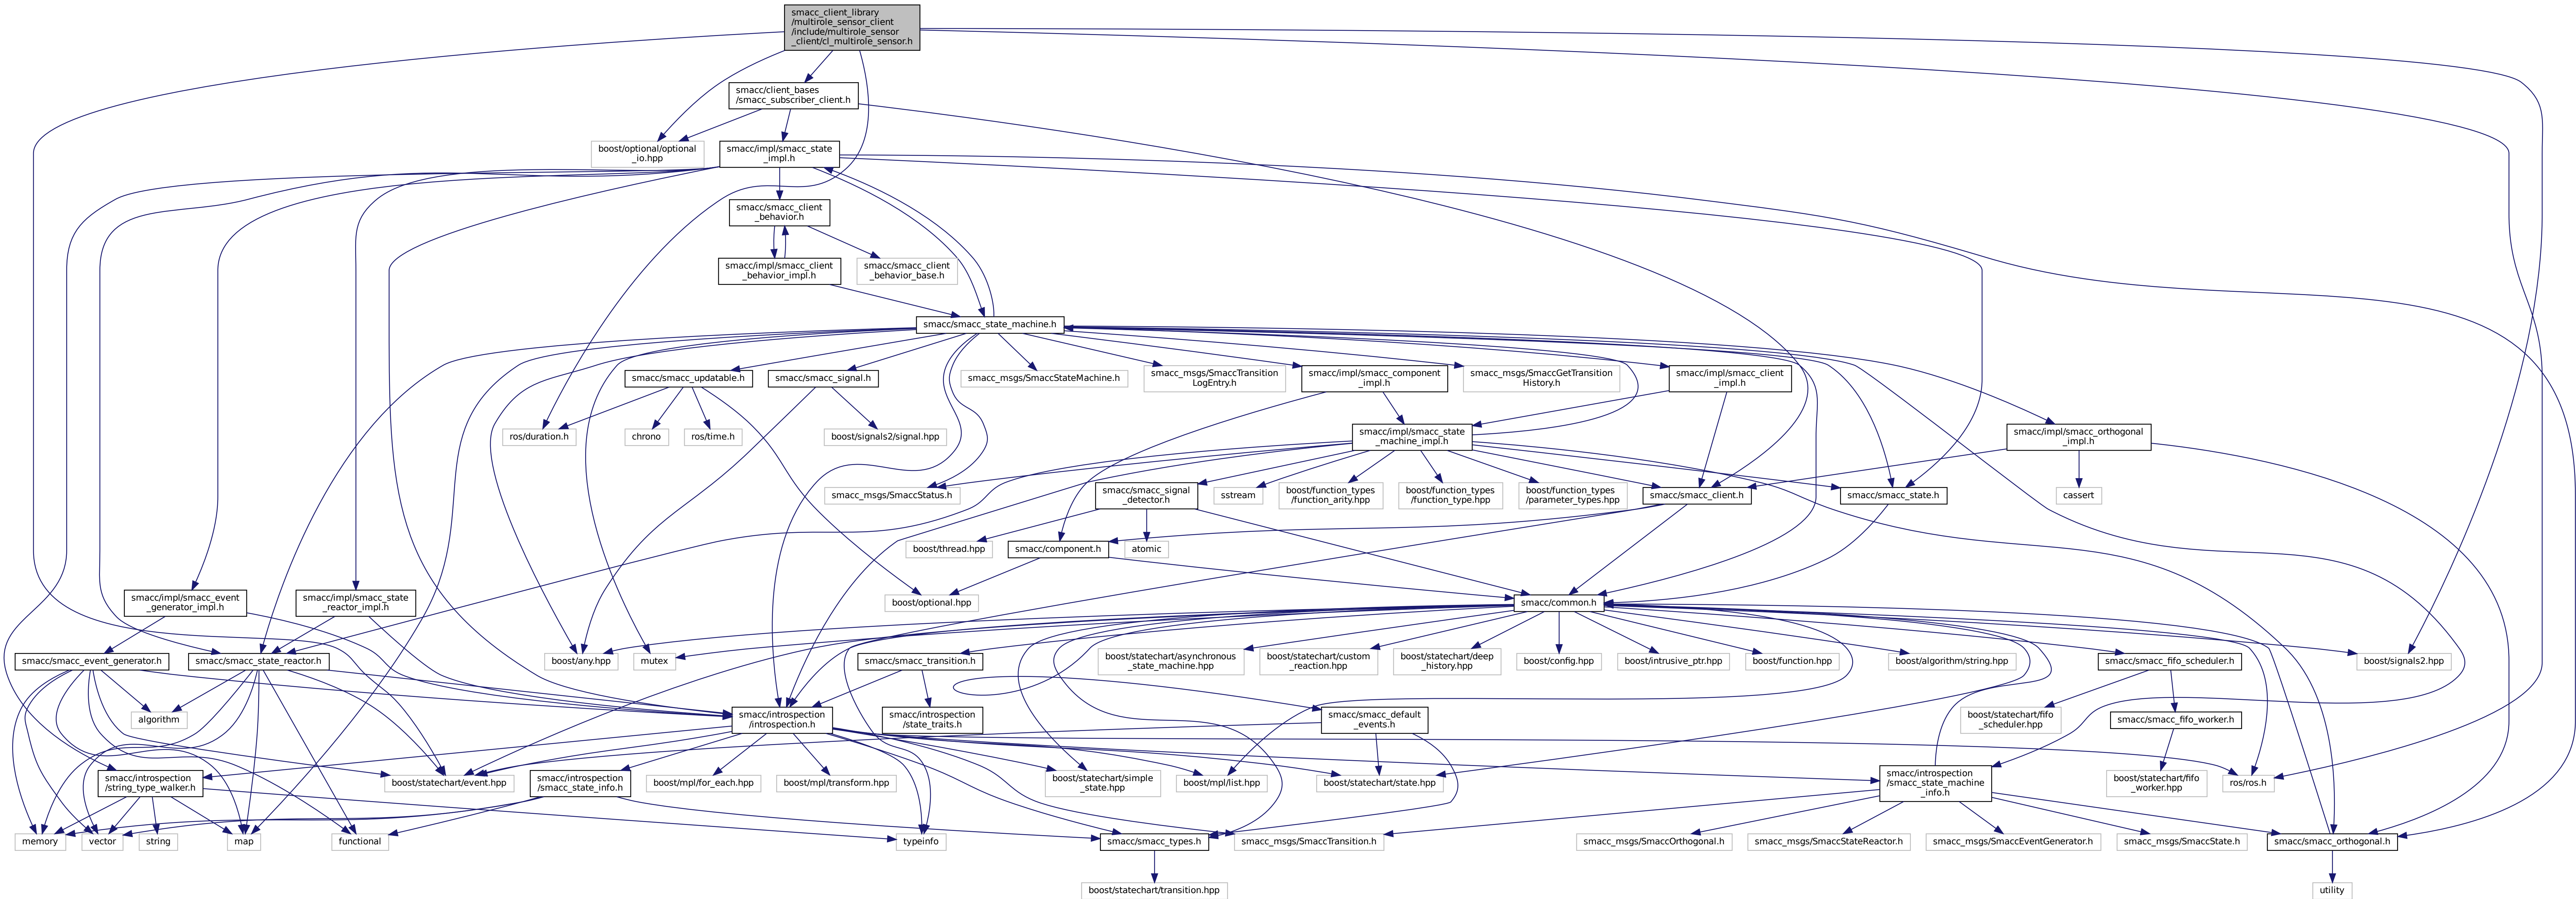 smacc_client_library
/multirole_sensor_client
/include/multirole_sensor
_client/cl_multirole_sensor.h
smacc/client_bases
/smacc_subscriber_client.h
boost/optional/optional
_io.hpp
smacc/impl/smacc_state
_impl.h
smacc/smacc_client
_behavior.h
smacc/impl/smacc_client
_behavior_impl.h
smacc/smacc_client
_behavior_base.h
smacc/smacc_state_machine.h
smacc/smacc_updatable.h
smacc/smacc_signal.h
smacc_msgs/SmaccStateMachine.h
smacc_msgs/SmaccTransition
LogEntry.h
smacc/impl/smacc_component
_impl.h
smacc_msgs/SmaccGetTransition
History.h
smacc/impl/smacc_client
_impl.h
ros/duration.h
chrono
ros/time.h
boost/signals2/signal.hpp
smacc/impl/smacc_state
_machine_impl.h
smacc/impl/smacc_orthogonal
_impl.h
smacc_msgs/SmaccStatus.h
smacc/smacc_signal
_detector.h
sstream
boost/function_types
/function_arity.hpp
boost/function_types
/function_type.hpp
boost/function_types
/parameter_types.hpp
smacc/smacc_client.h
smacc/smacc_state.h
cassert
boost/thread.hpp
smacc/component.h
atomic
smacc/impl/smacc_event
_generator_impl.h
smacc/impl/smacc_state
_reactor_impl.h
boost/optional.hpp
smacc/common.h
smacc/smacc_event_generator.h
smacc/smacc_state_reactor.h
boost/any.hpp
mutex
smacc/smacc_transition.h
boost/statechart/asynchronous
_state_machine.hpp
boost/statechart/custom
_reaction.hpp
boost/statechart/deep
_history.hpp
boost/config.hpp
boost/intrusive_ptr.hpp
boost/function.hpp
boost/algorithm/string.hpp
smacc/smacc_fifo_scheduler.h
boost/signals2.hpp
algorithm
smacc/introspection
/introspection.h
smacc/introspection
/state_traits.h
smacc/smacc_default
_events.h
boost/statechart/fifo
_scheduler.hpp
smacc/smacc_fifo_worker.h
smacc/introspection
/string_type_walker.h
boost/statechart/event.hpp
smacc/introspection
/smacc_state_info.h
boost/mpl/for_each.hpp
boost/mpl/transform.hpp
boost/statechart/simple
_state.hpp
boost/mpl/list.hpp
boost/statechart/state.hpp
smacc/introspection
/smacc_state_machine
_info.h
boost/statechart/fifo
_worker.hpp
ros/ros.h
memory
vector
string
map
functional
typeinfo
smacc/smacc_types.h
smacc_msgs/SmaccTransition.h
smacc_msgs/SmaccOrthogonal.h
smacc_msgs/SmaccStateReactor.h
smacc_msgs/SmaccEventGenerator.h
smacc_msgs/SmaccState.h
smacc/smacc_orthogonal.h
boost/statechart/transition.hpp
utility